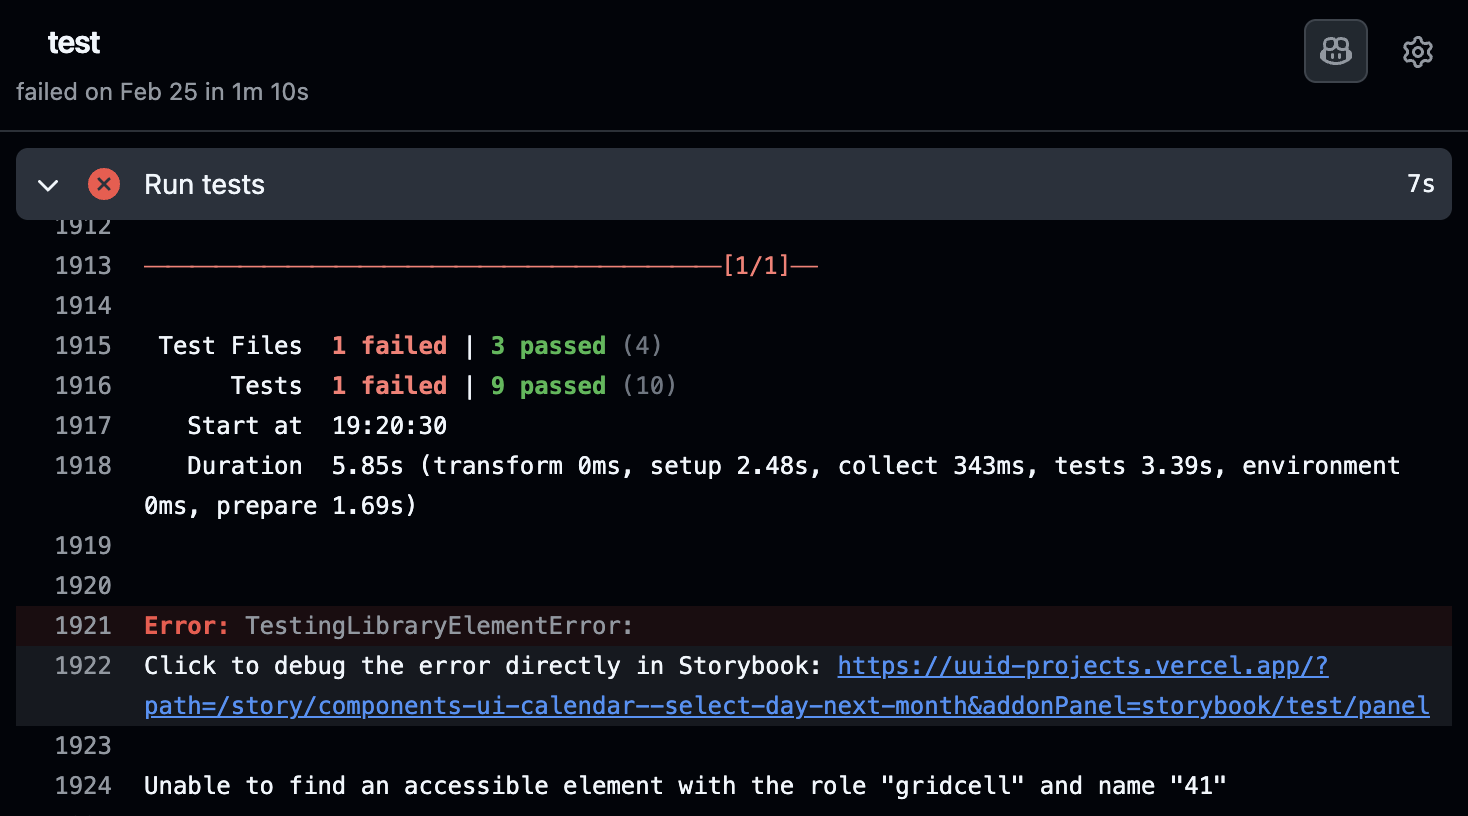 test
failed on Feb 25 in 1m 10s
Run tests 7s
1912
1913 ————————————————————————[1/1]—
1914
1915 Test Files 1 failed | 3 passed (4)
1916 Tests 1 failed | 9 passed (10)
1917 Start at 19:20:30
1918 Duration 5.85s (transform 0ms, setup 2.48s, collect 343ms, tests 3.39s, environment
0ms, prepare 1.69s)
1919
1920
1921 Error: TestingLibraryElementError:
1922 Click to debug the error directly in Storybook: https://uuid-projects.vercel.app/?
path=/story/components-ui-calendar--select-day-next-month&addonPanel=storybook/test/panel
1923
1924 Unable to find an accessible element with the role "gridcell" and name "41"